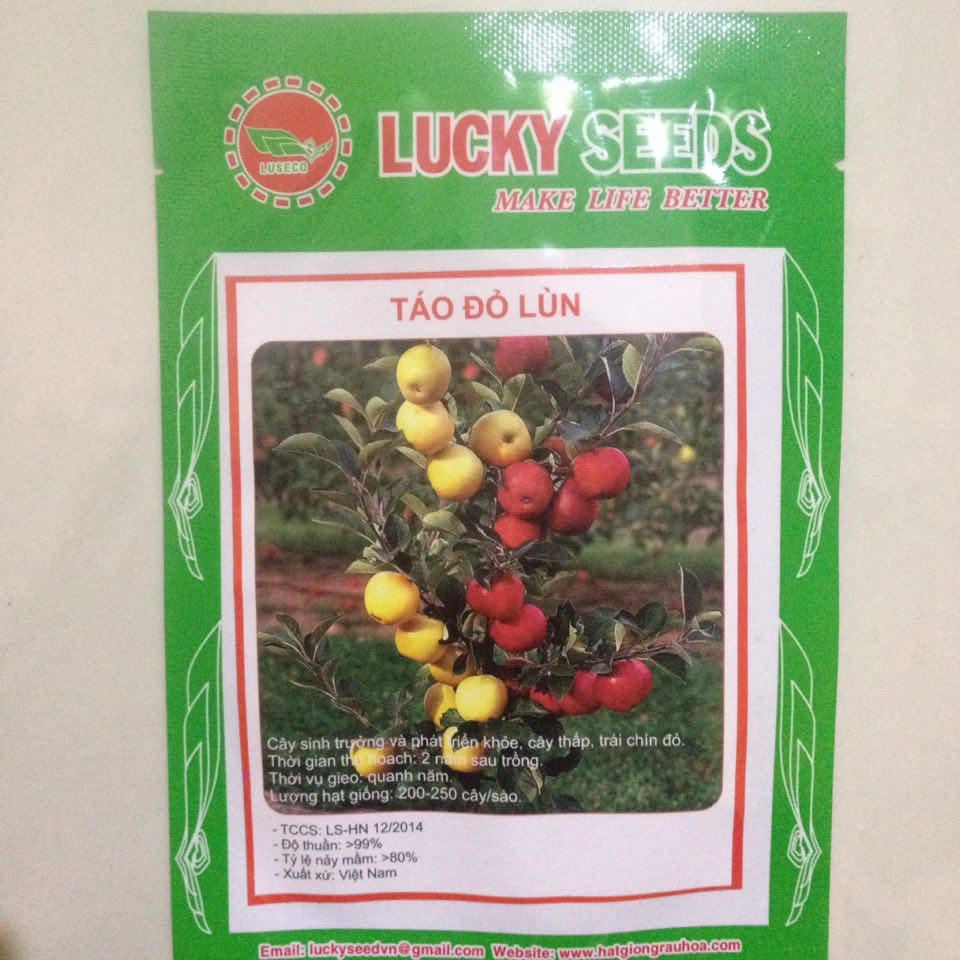 LUSECO
LUCKY SEEDS
MAKE LIFE BETTER
TÁO ĐỎ LÙN
Cây sinh trưởng và phát triển khỏe, cây thấp, trái chín đỏ.
Thời gian thu hoach: 2 năm sau trồng.
Thời vụ gieo: quanh năm.
Lượng hạt giống: 200-250 cây/sào.
- TCCS: LS-HN 12/2014
- Độ thuần: >99%
- Tỷ lệ nảy mầm: >80%
- Xuất xứ: Việt Nam
Email: luckyseedvn@gmail.com Website: www.hatgiongrauhoa.com